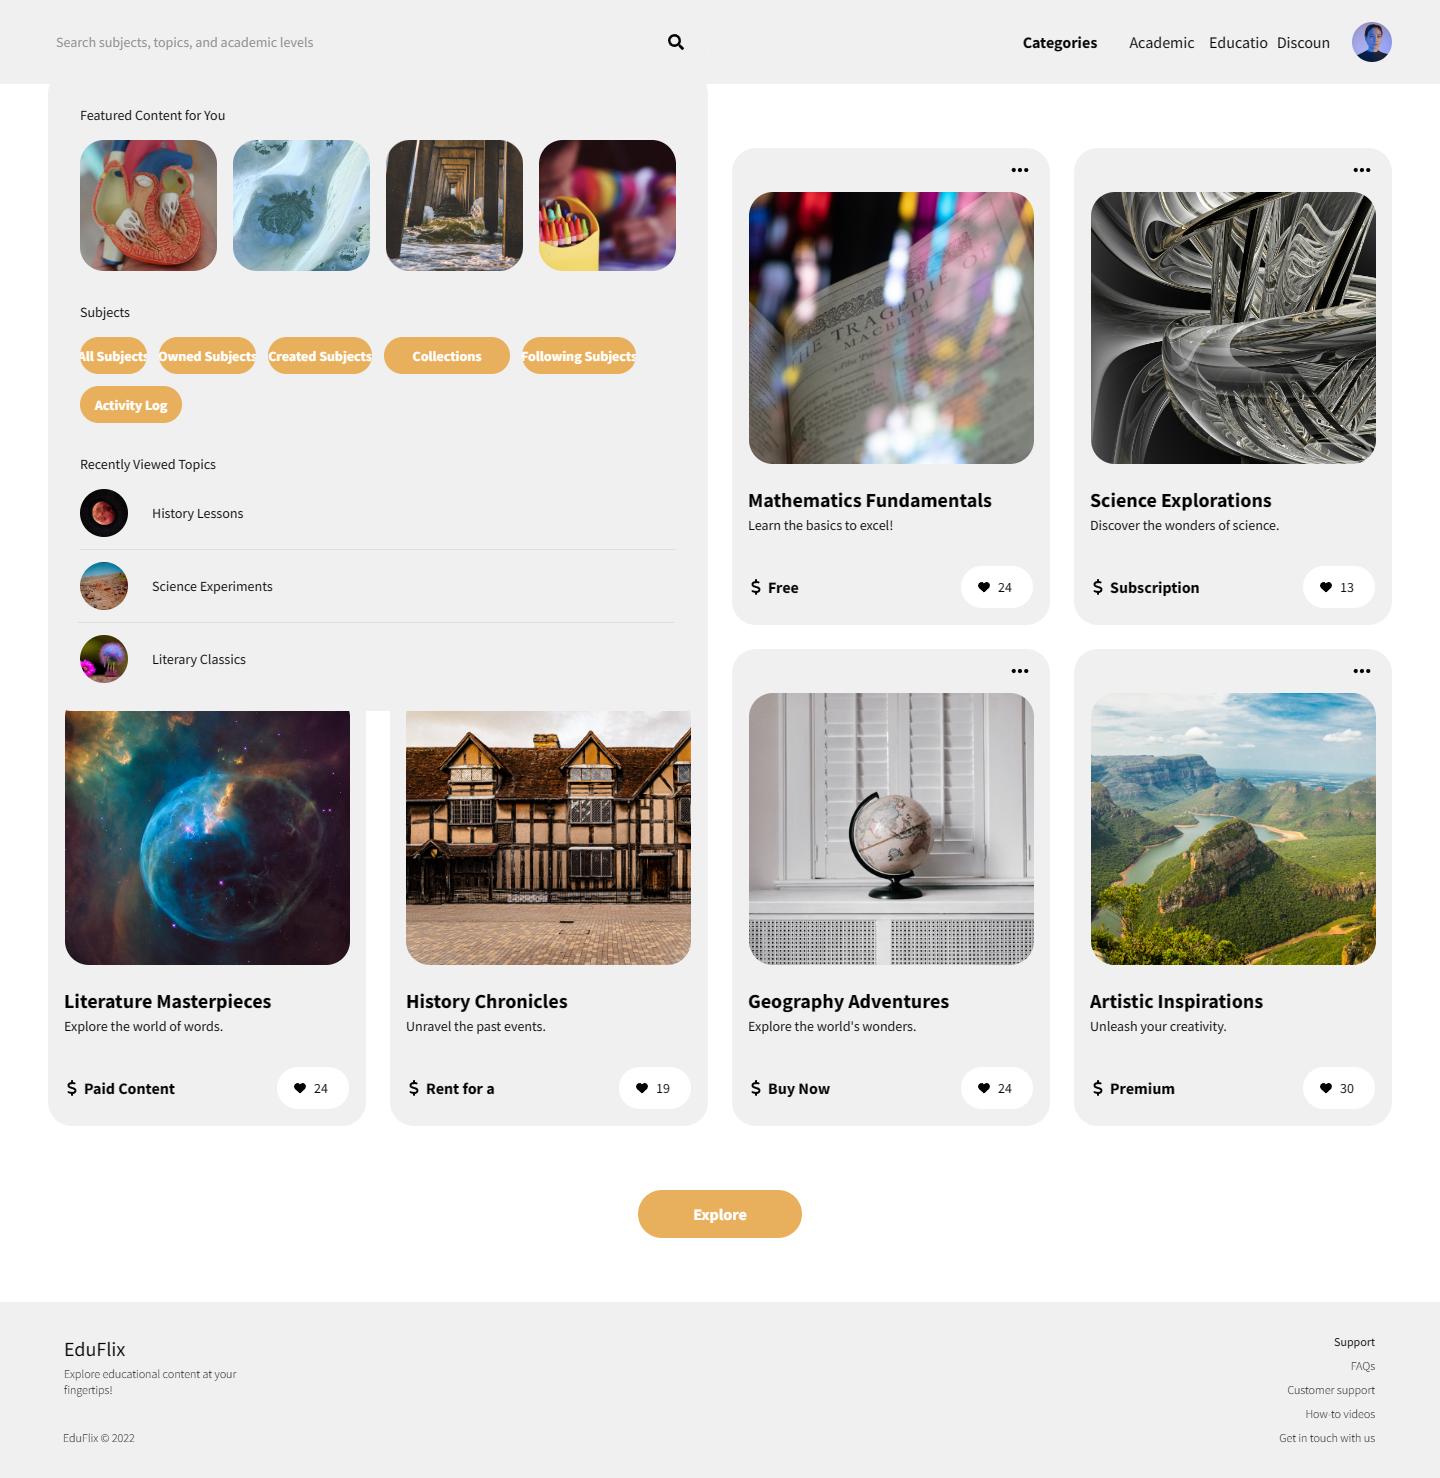 Search subjects, topics, and academic levels
Categories
Academic
Educatio
Discoun
Featured Content for You
Subjects
All Subjects
Owned Subjects
Created Subjects
Collections
Following Subjects
Activity Log
Recently Viewed Topics
History Lessons
Science Experiments
Literary Classics
THE TRAGEDIE OF
MACBETH
Mathematics Fundamentals
Learn the basics to excel!
$ Free
24
Science Explorations
Discover the wonders of science.
$ Subscription
13
Literature Masterpieces
Explore the world of words.
$ Paid Content
24
History Chronicles
Unravel the past events.
$ Rent for a
19
Geography Adventures
Explore the world's wonders.
$ Buy Now
24
Artistic Inspirations
Unleash your creativity.
$ Premium
30
Explore
EduFlix
Explore educational content at your
fingertips!
EduFlix © 2022
Support
FAQs
Customer support
How-to videos
Get in touch with us